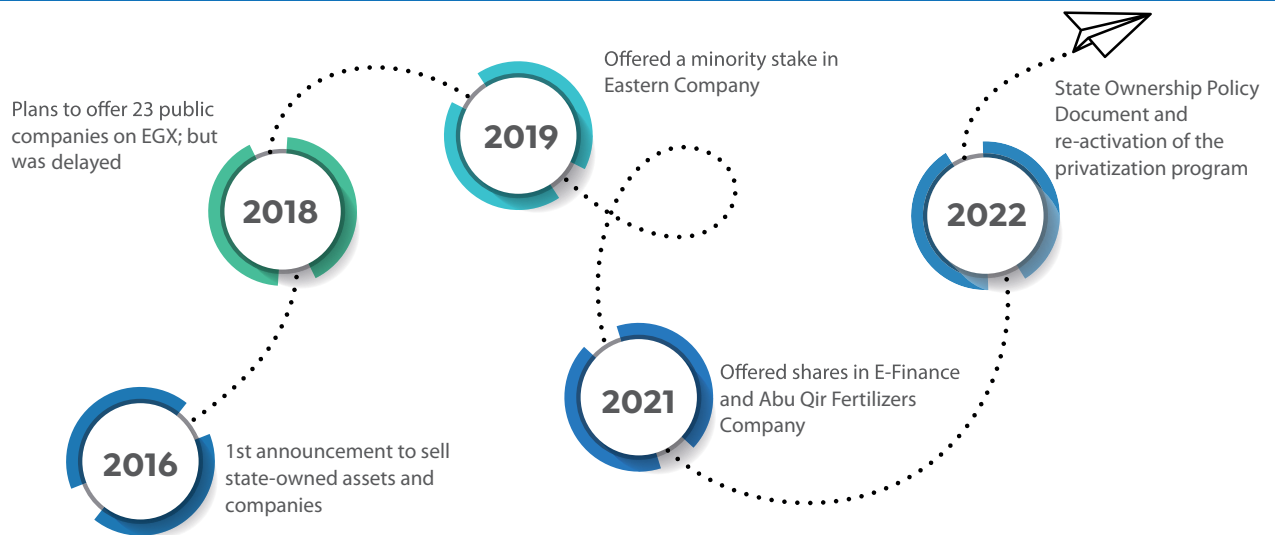 2016
1st announcement to sell
state-owned assets and
companies
2018
Plans to offer 23 public
companies on EGX; but
was delayed
2019
Offered a minority stake in
Eastern Company
2021
Offered shares in E-Finance
and Abu Qir Fertilizers
Company
2022
State Ownership Policy
Document and
re-activation of the
privatization program